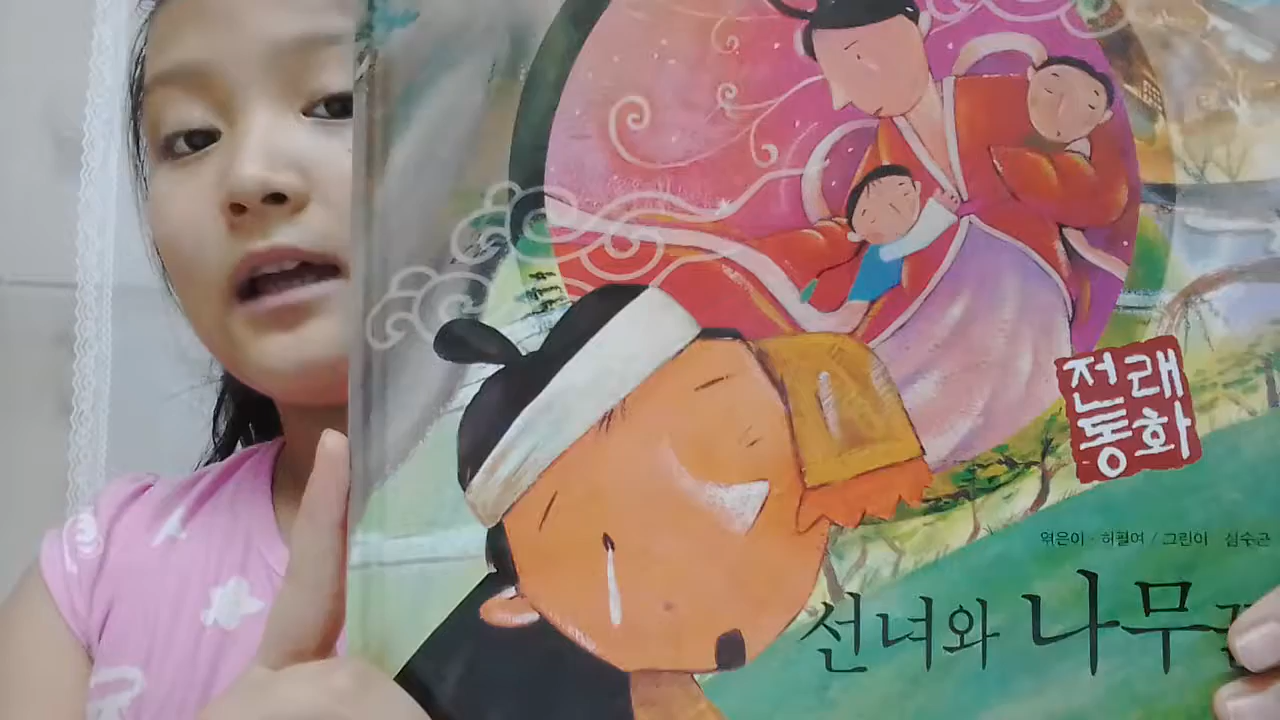 전래
동화
엮은이 · 허필여 / 그린이 심수근
선녀와 나무